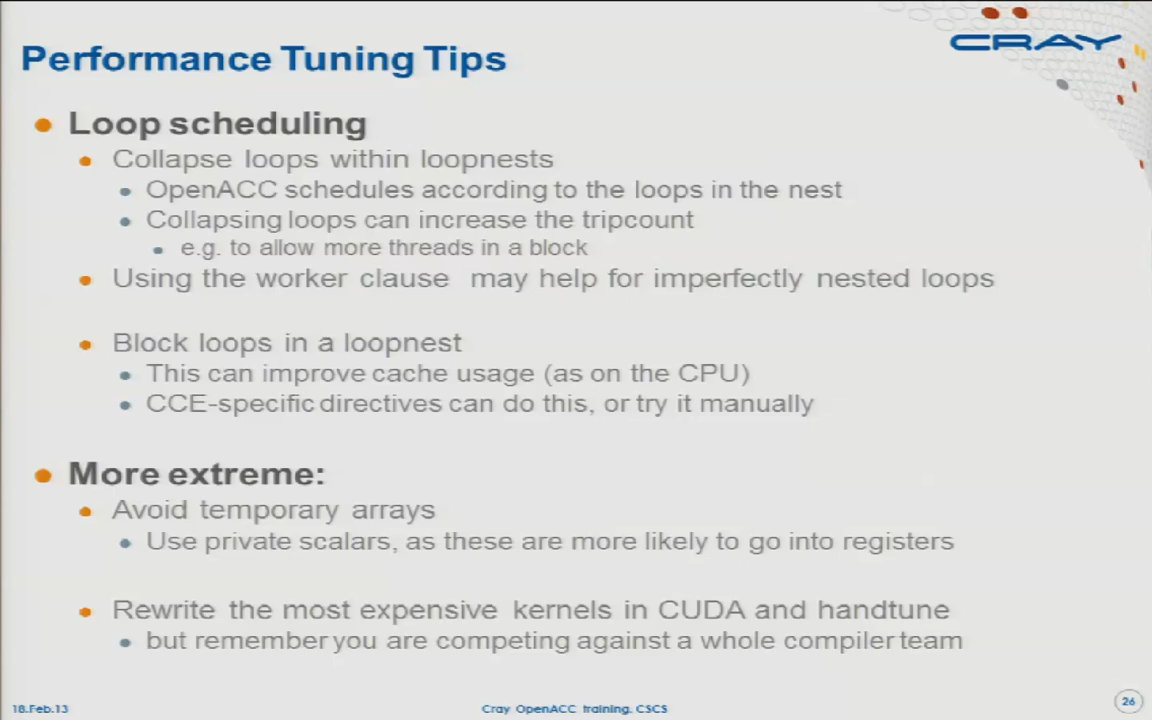 CRAY
Performance Tuning Tips
Loop scheduling
Collapse loops within loopnests
OpenACC schedules according to the loops in the nest
Collapsing loops can increase the tripcount
e.g. to allow more threads in a block
Using the worker clause may help for imperfectly nested loops
Block loops in a loopnest
This can improve cache usage (as on the CPU)
CCE-specific directives can do this, or try it manually
More extreme:
Avoid temporary arrays
Use private scalars, as these are more likely to go into registers
Rewrite the most expensive kernels in CUDA and handtune
but remember you are competing against a whole compiler team
18.Feb.13
Cray OpenACC training, CSCS
26